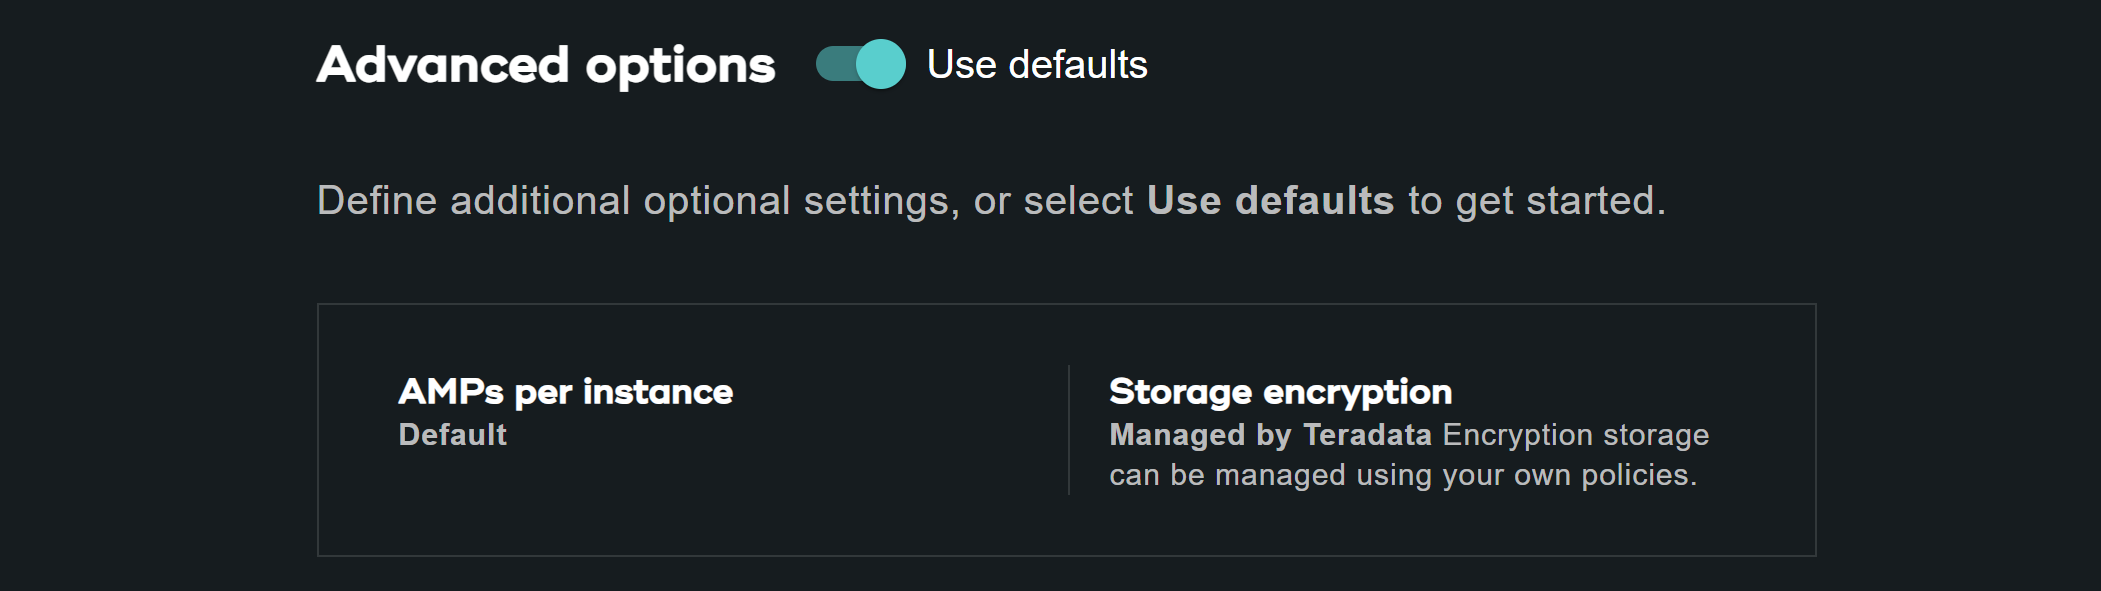 Advanced options Use defaults
Define additional optional settings, or select Use defaults to get started.
AMPs per instance
Default
Storage encryption
Managed by Teradata Encryption storage
can be managed using your own policies.